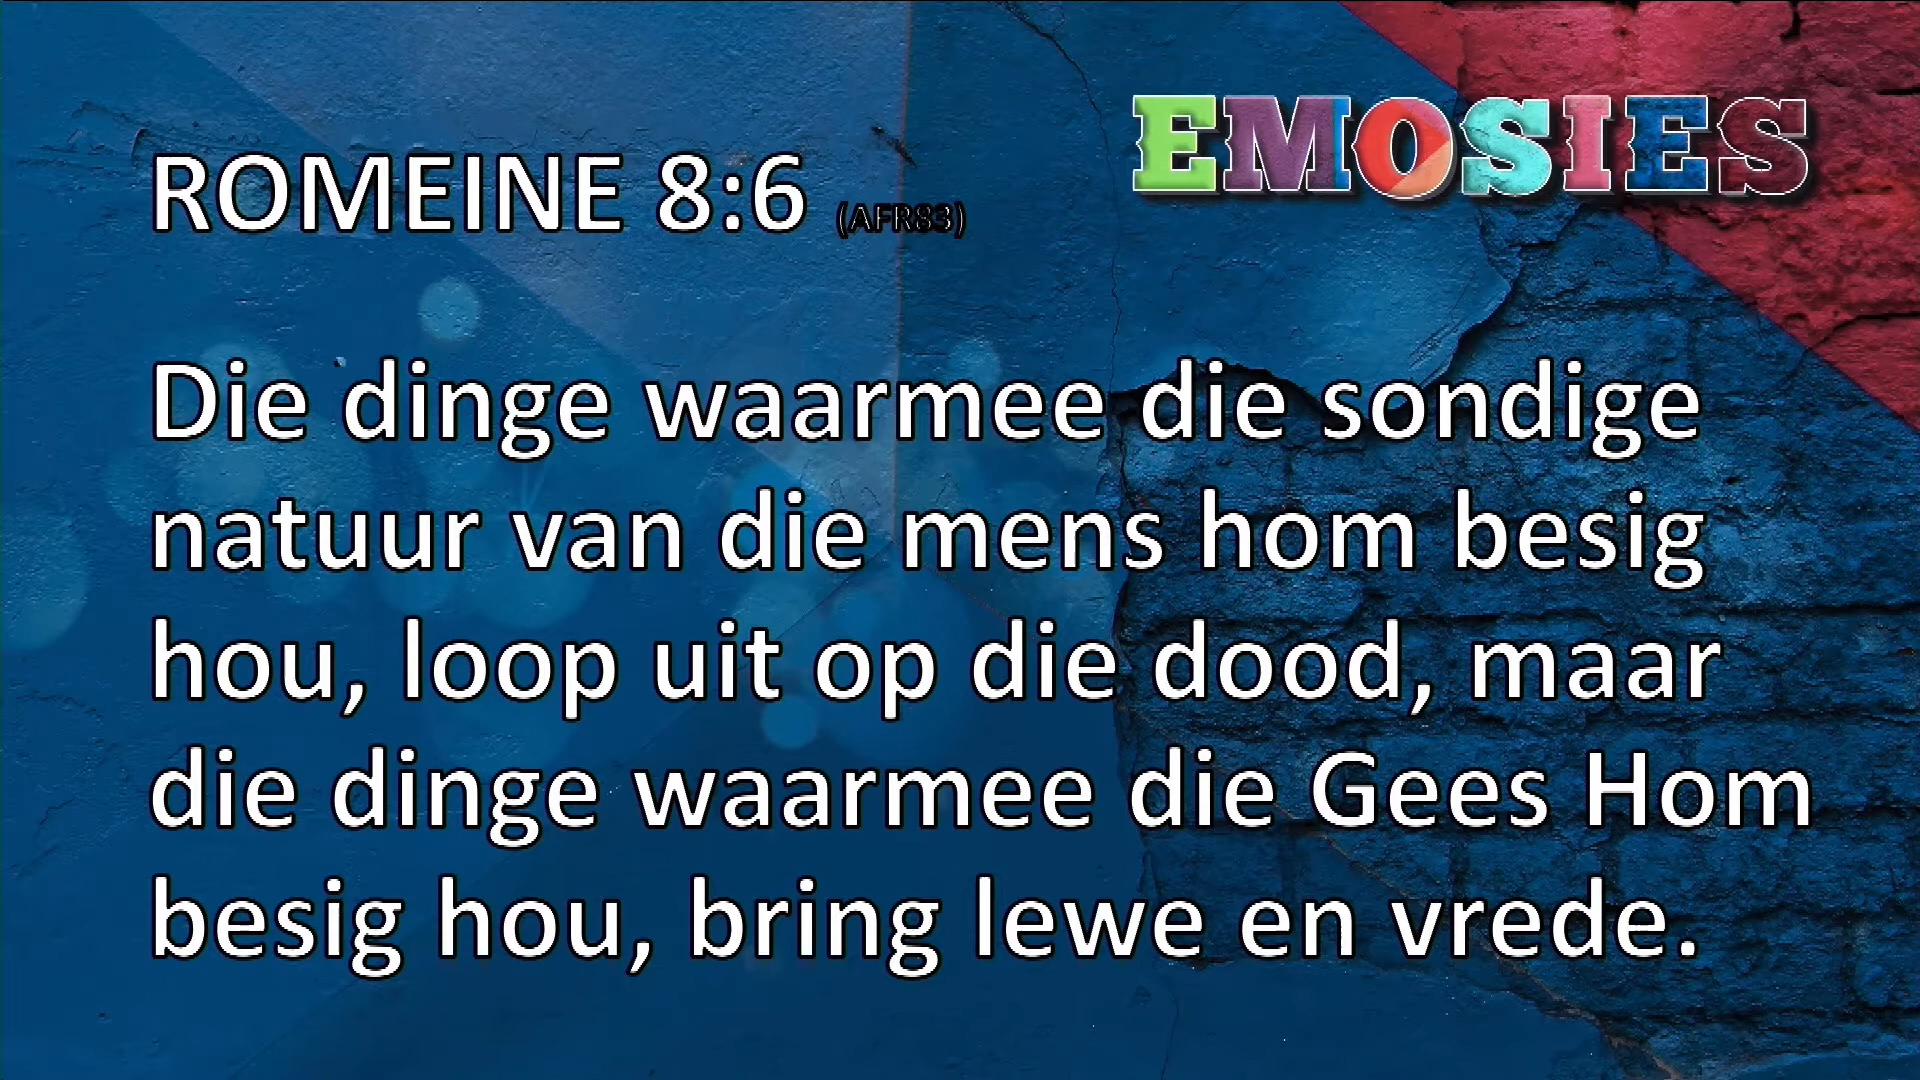 EMOSIES
ROMEINE 8:6 (AFR83)
Die dinge waarmee die sondige
natuur van die mens hom besig
hou, loop uit op die dood, maar
die dinge waarmee die Gees Hom
besig hou, bring lewe en vrede.